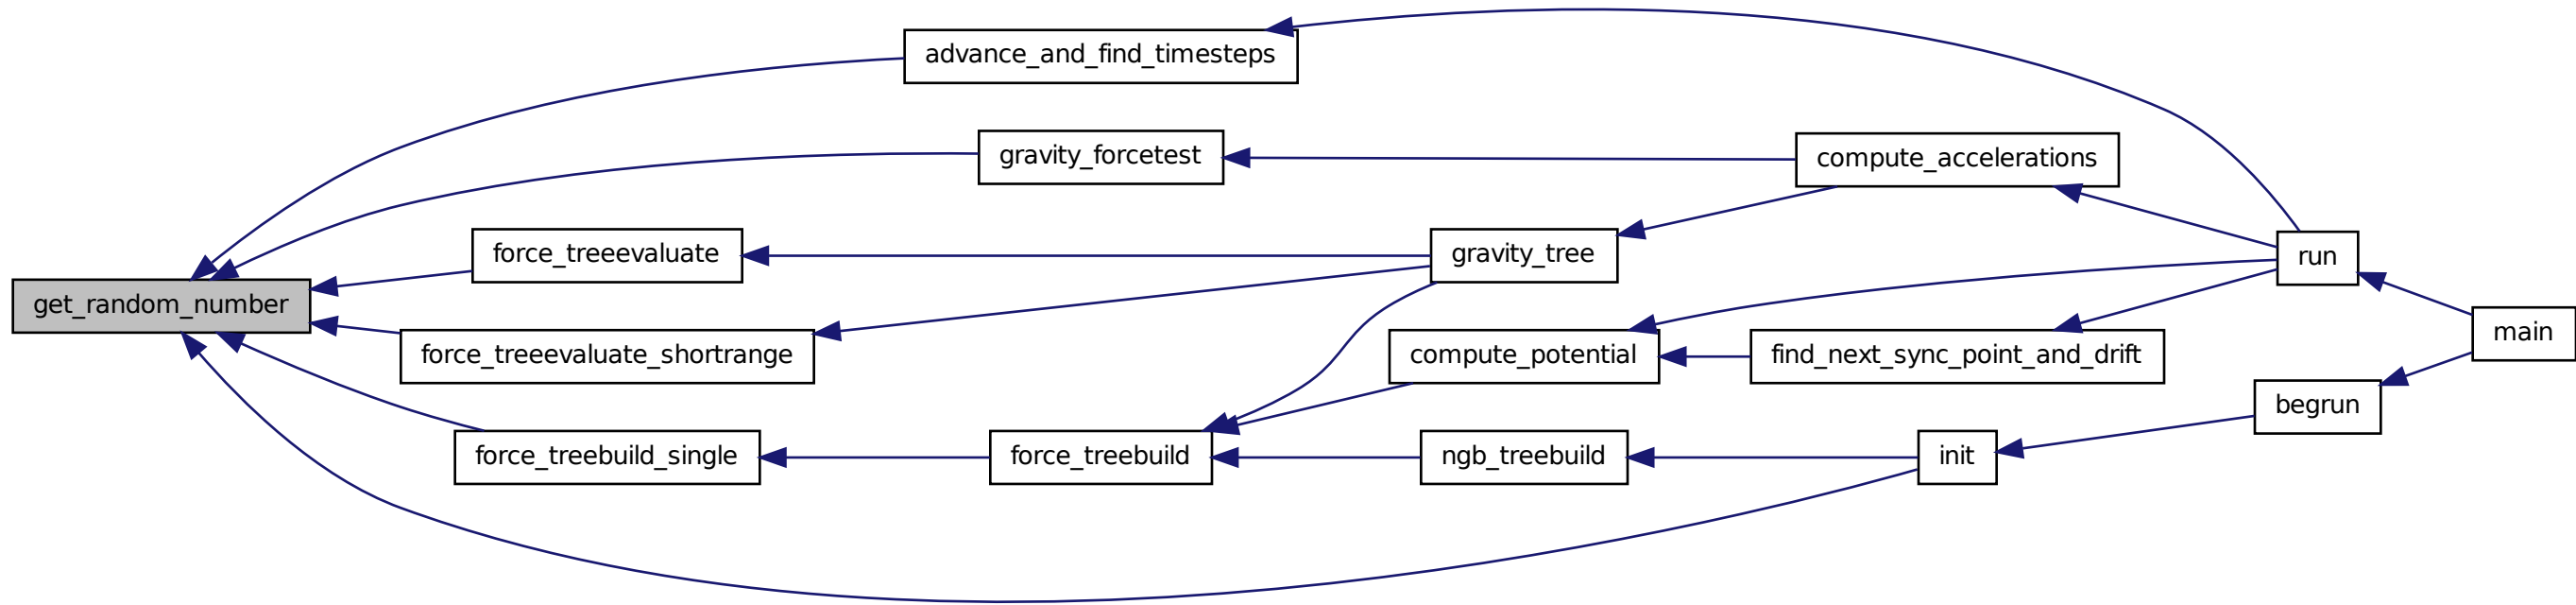 advance_and_find_timesteps
gravity_forcetest
compute_accelerations
force_treeevaluate
gravity_tree
run
get_random_number
main
force_treeevaluate_shortrange
compute_potential
find_next_sync_point_and_drift
begrun
force_treebuild_single
force_treebuild
ngb_treebuild
init